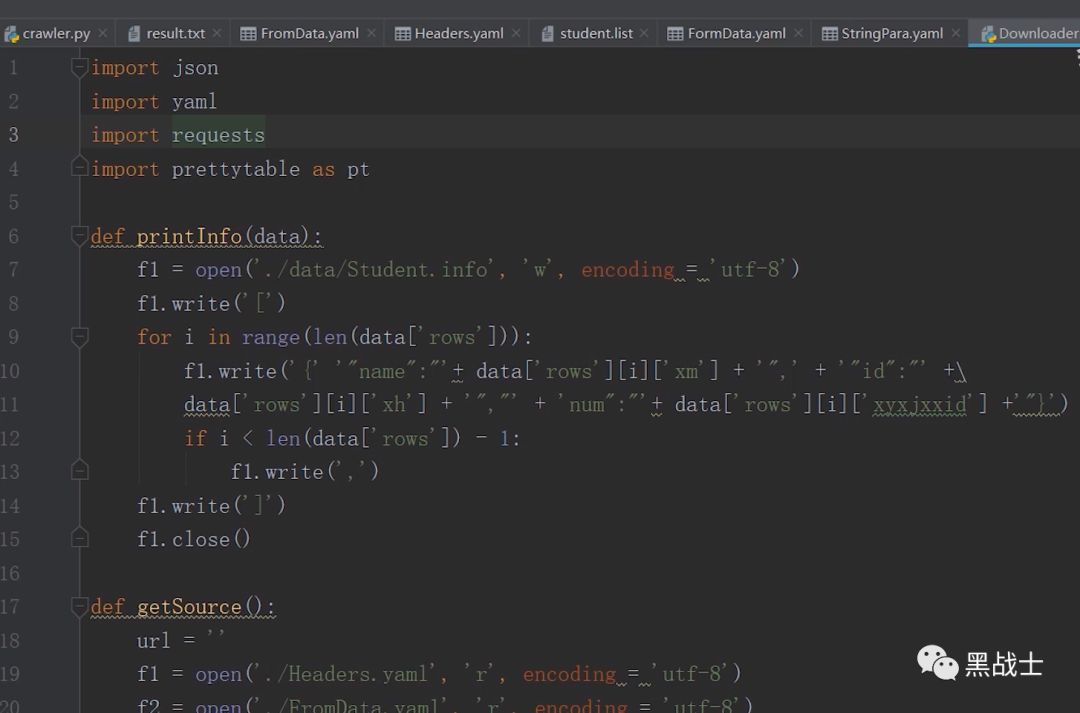 crawler.py × result.txt × FromData.yaml × Headers.yaml × student.list × FormData.yaml × StringPara.yaml × Downloader
1 import json
2 import yaml
3 import requests
4 import prettytable as pt
5
6 def printInfo(data):
7 f1 = open('./data/Student.info', 'w', encoding = 'utf-8')
8 f1.write('[')
9 for i in range(len(data['rows'])):
10 f1.write('{' '"name":"'+ data['rows'][i]['xm'] + '",' + '"id":"' +\
11 data['rows'][i]['xh'] + '","' + 'num":"'+ data['rows'][i]['xyxjxxid'] +'"}')
12 if i < len(data['rows']) - 1:
13 f1.write(',')
14 f1.write(']')
15 f1.close()
16
17 def getSource():
18 url = ''
19 f1 = open('./Headers.yaml', 'r', encoding = 'utf-8')
20 f2 = open('./FromData.yaml', 'r', encoding = 'utf-8')
黑战士